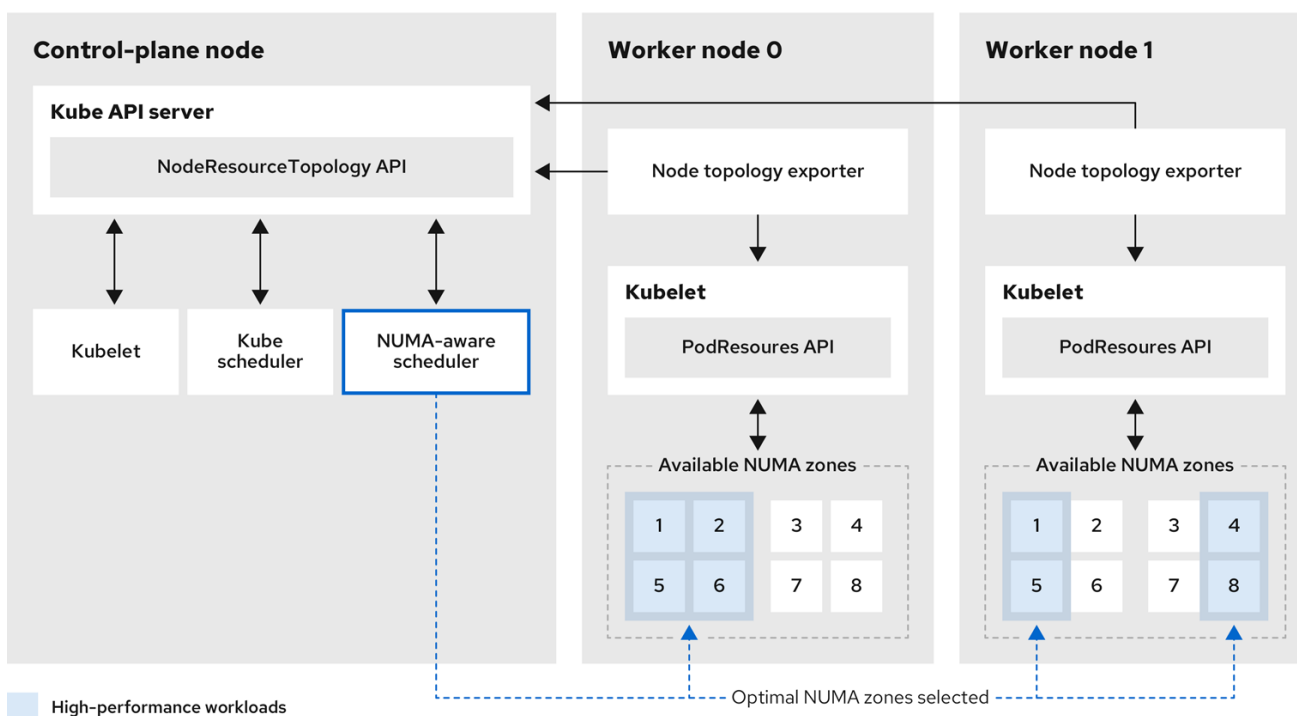 Control-plane node
Kube API server
NodeResourceTopology API
Kubelet
Kube
scheduler
NUMA-aware
scheduler
Worker node 0
Node topology exporter
Kubelet
PodResoures API
Available NUMA zones
1 2 3 4
5 6 7 8
Worker node 1
Node topology exporter
Kubelet
PodResoures API
Available NUMA zones
1 2 3 4
5 6 7 8
Optimal NUMA zones selected
High-performance workloads